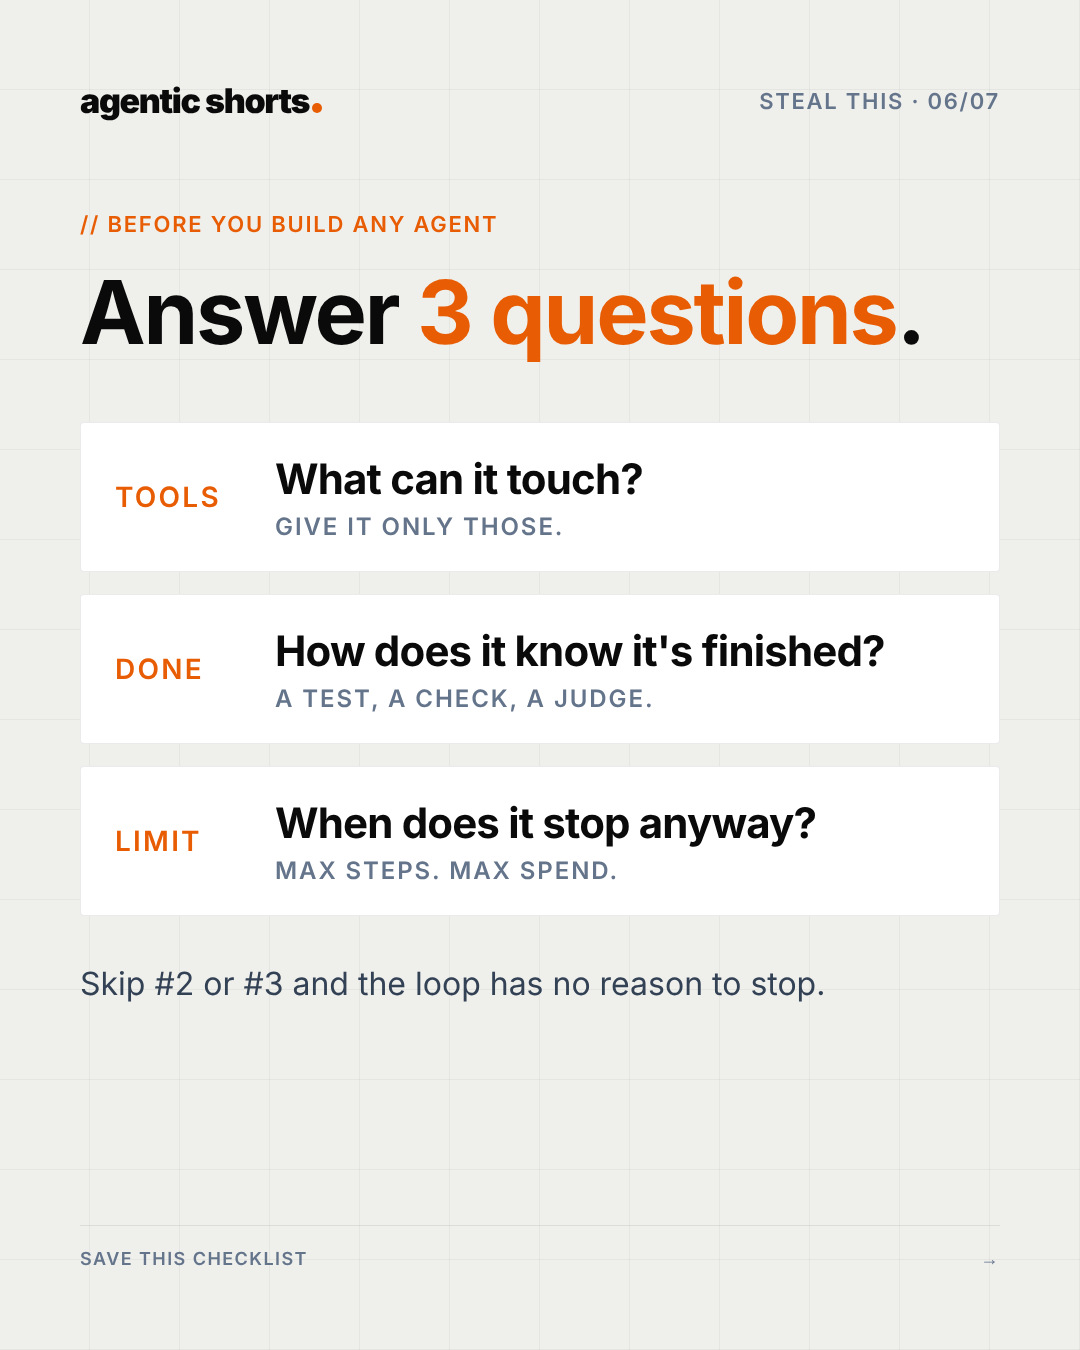 agentic shorts.
STEAL THIS · 06/07
// BEFORE YOU BUILD ANY AGENT
Answer 3 questions.
TOOLS
What can it touch?
GIVE IT ONLY THOSE.
DONE
How does it know it's finished?
A TEST, A CHECK, A JUDGE.
LIMIT
When does it stop anyway?
MAX STEPS. MAX SPEND.
Skip #2 or #3 and the loop has no reason to stop.
SAVE THIS CHECKLIST
→